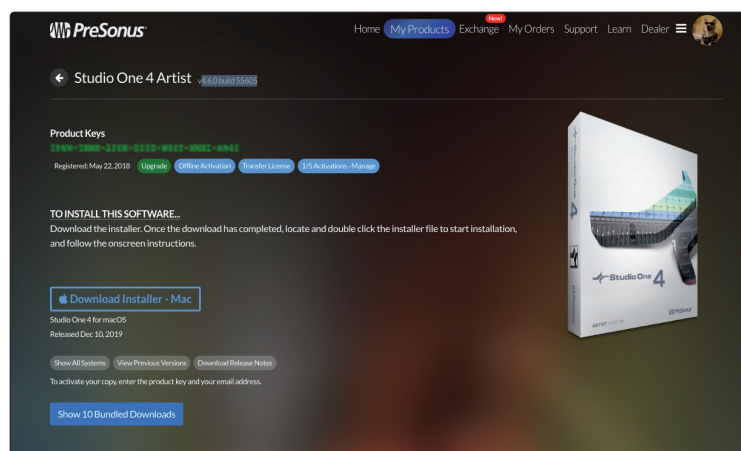 PreSonus
Home My Products Exchange New! My Orders Support Learn Dealer
Studio One 4 Artist v4.6.0 build 55605
Product Keys
Registered: May 22, 2018 Upgrade Offline Activation Transfer License 1/5 Activations - Manage
TO INSTALL THIS SOFTWARE...
Download the installer. Once the download has completed, locate and double click the installer file to start installation,
and follow the onscreen instructions.
Download Installer - Mac
Studio One 4 for macOS
Released Dec 10, 2019
Show All Systems View Previous Versions Download Release Notes
To activate your copy, enter the product key and your email address.
Show 10 Bundled Downloads
Studio One 4
PreSonus